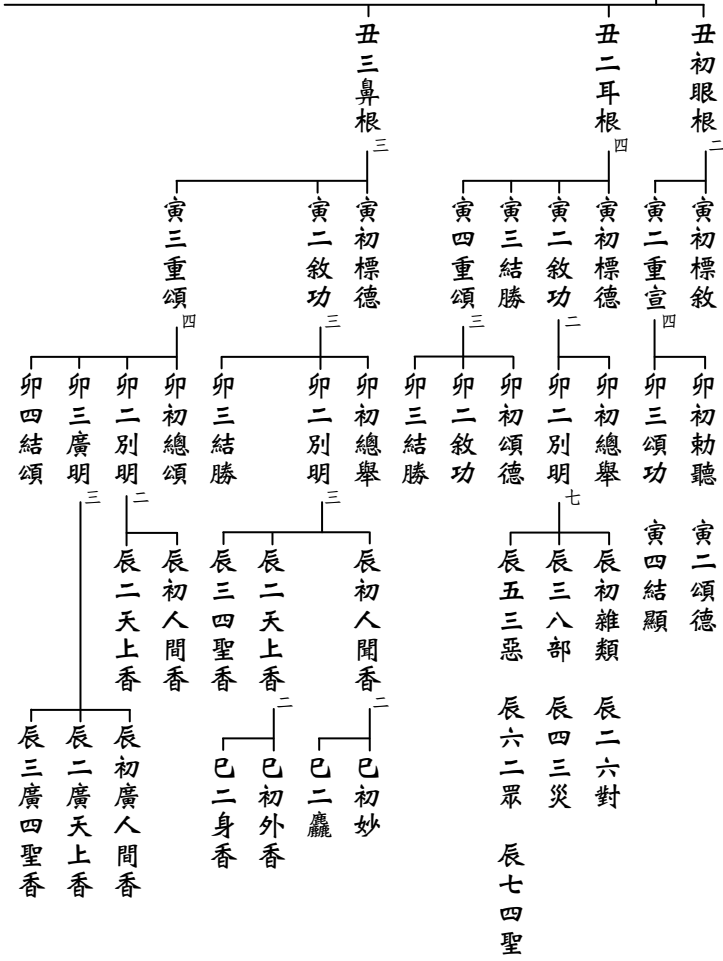 丑初眼根
二
丑二耳根
四
丑三鼻根
三
寅初標敘
寅二重宣
四
寅初標德
寅二敘功
二
寅三結勝
寅四重頌
三
寅初標德
寅二敘功
三
寅三重頌
四
卯初勅聽　寅二頌德
卯三頌功　寅四結顯
卯初總舉
卯二別明
七
卯初頌德
卯二敘功
卯三結勝
卯初總舉
卯二別明
三
卯三結勝
卯初總頌
卯二別明
二
卯三廣明
三
卯四結頌
辰初雜類　辰二六對
辰三八部　辰四三災
辰五三惡　辰六二眾　辰七四聖
辰初人聞香
二
辰二天上香
二
辰三四聖香
辰初人間香
辰二天上香
巳初妙
巳二麤
巳初外香
巳二身香
辰初廣人間香
辰二廣天上香
辰三廣四聖香